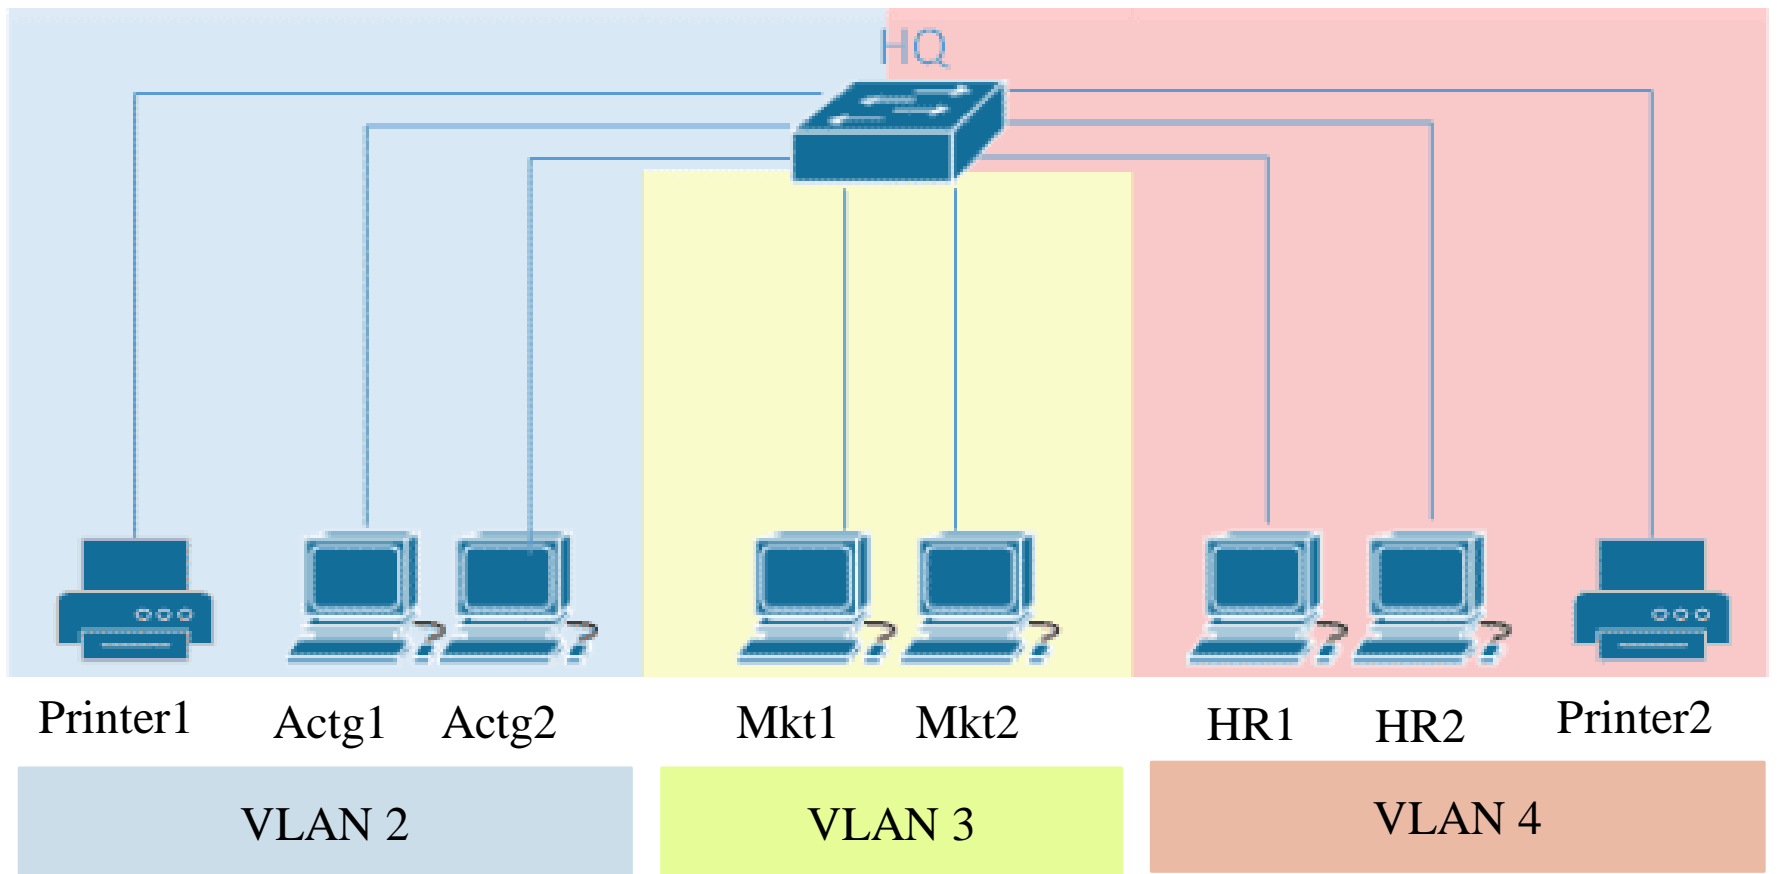 HQ
Printer1
Actg1
Actg2
Mkt1
Mkt2
HR1
HR2
Printer2
VLAN 2
VLAN 3
VLAN 4